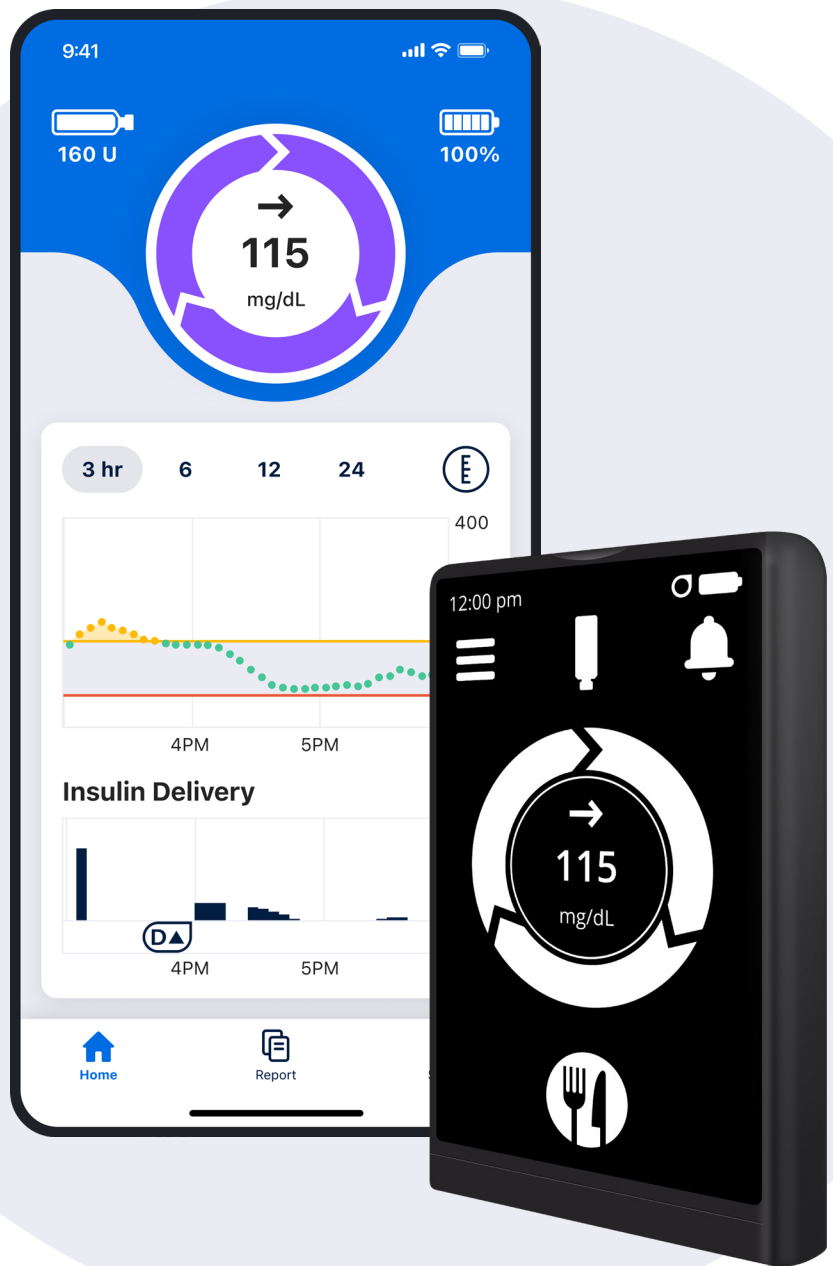 9:41
160 U
100%
115
mg/dL
3 hr 6 12 24
E
400
4PM 5PM
Insulin Delivery
D
4PM 5PM
Home
Report
12:00 pm
115
mg/dL